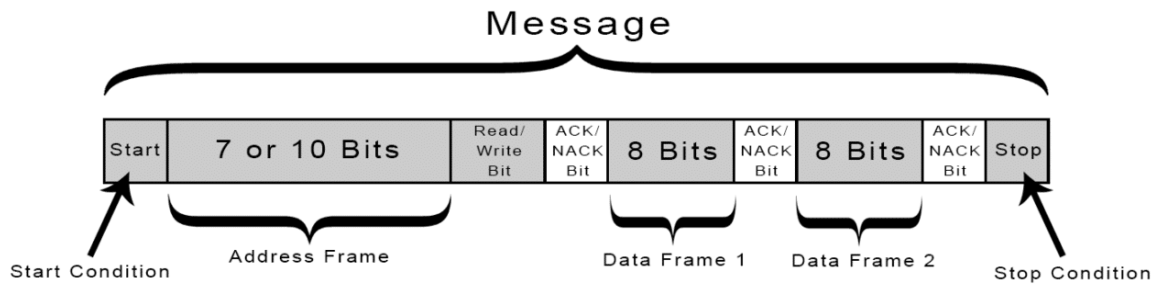 Message
Start
7 or 10 Bits
Read/
Write
Bit
ACK/
NACK
Bit
8 Bits
ACK/
NACK
Bit
8 Bits
ACK/
NACK
Bit
Stop
Start Condition
Address Frame
Data Frame 1
Data Frame 2
Stop Condition